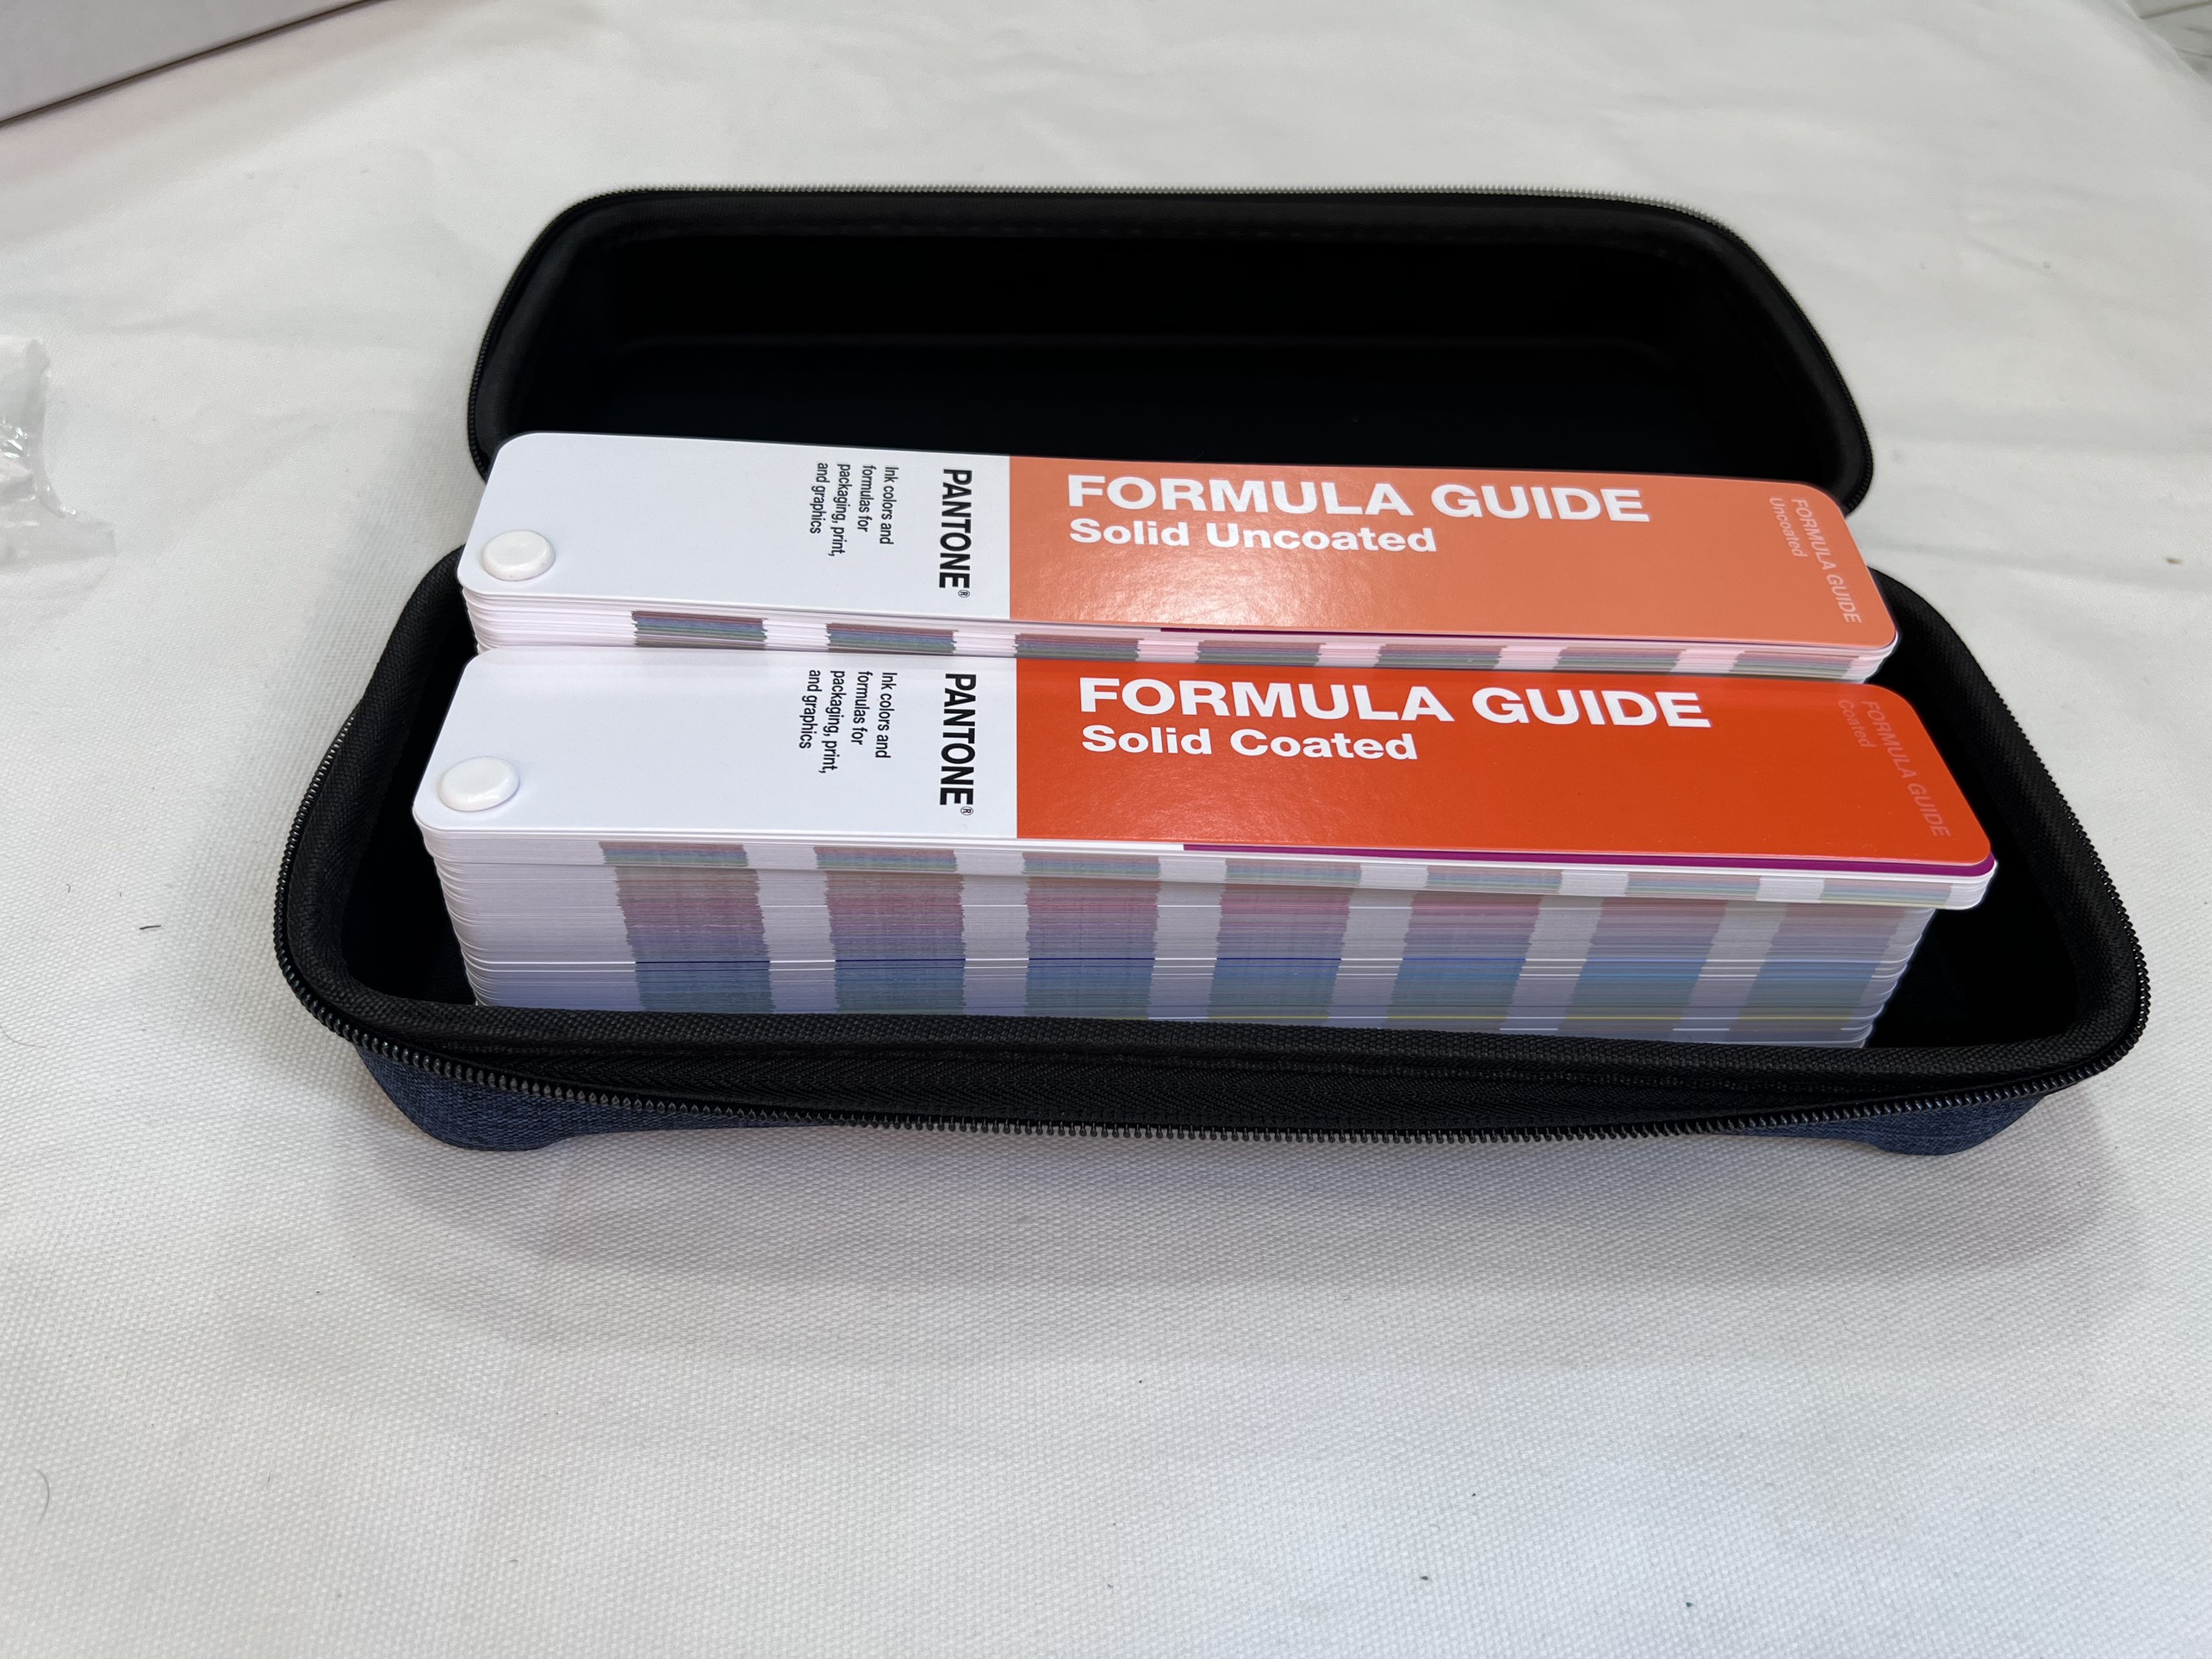 FORMULA GUIDE
Solid Uncoated
PANTONE®
Ink colors and
formulas for
packaging, print,
and graphics
FORMULA GUIDE
Uncoated
FORMULA GUIDE
Solid Coated
PANTONE®
Ink colors and
formulas for
packaging, print,
and graphics
FORMULA GUIDE
Coated